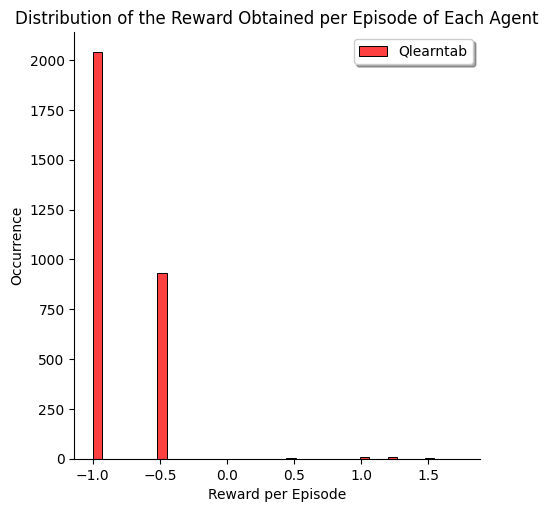 Distribution of the Reward Obtained per Episode of Each Agent
Qlearntab
2000
1750
1500
1250
1000
750
500
250
0
−1.0 −0.5 0.0 0.5 1.0 1.5
Occurrence
Reward per Episode